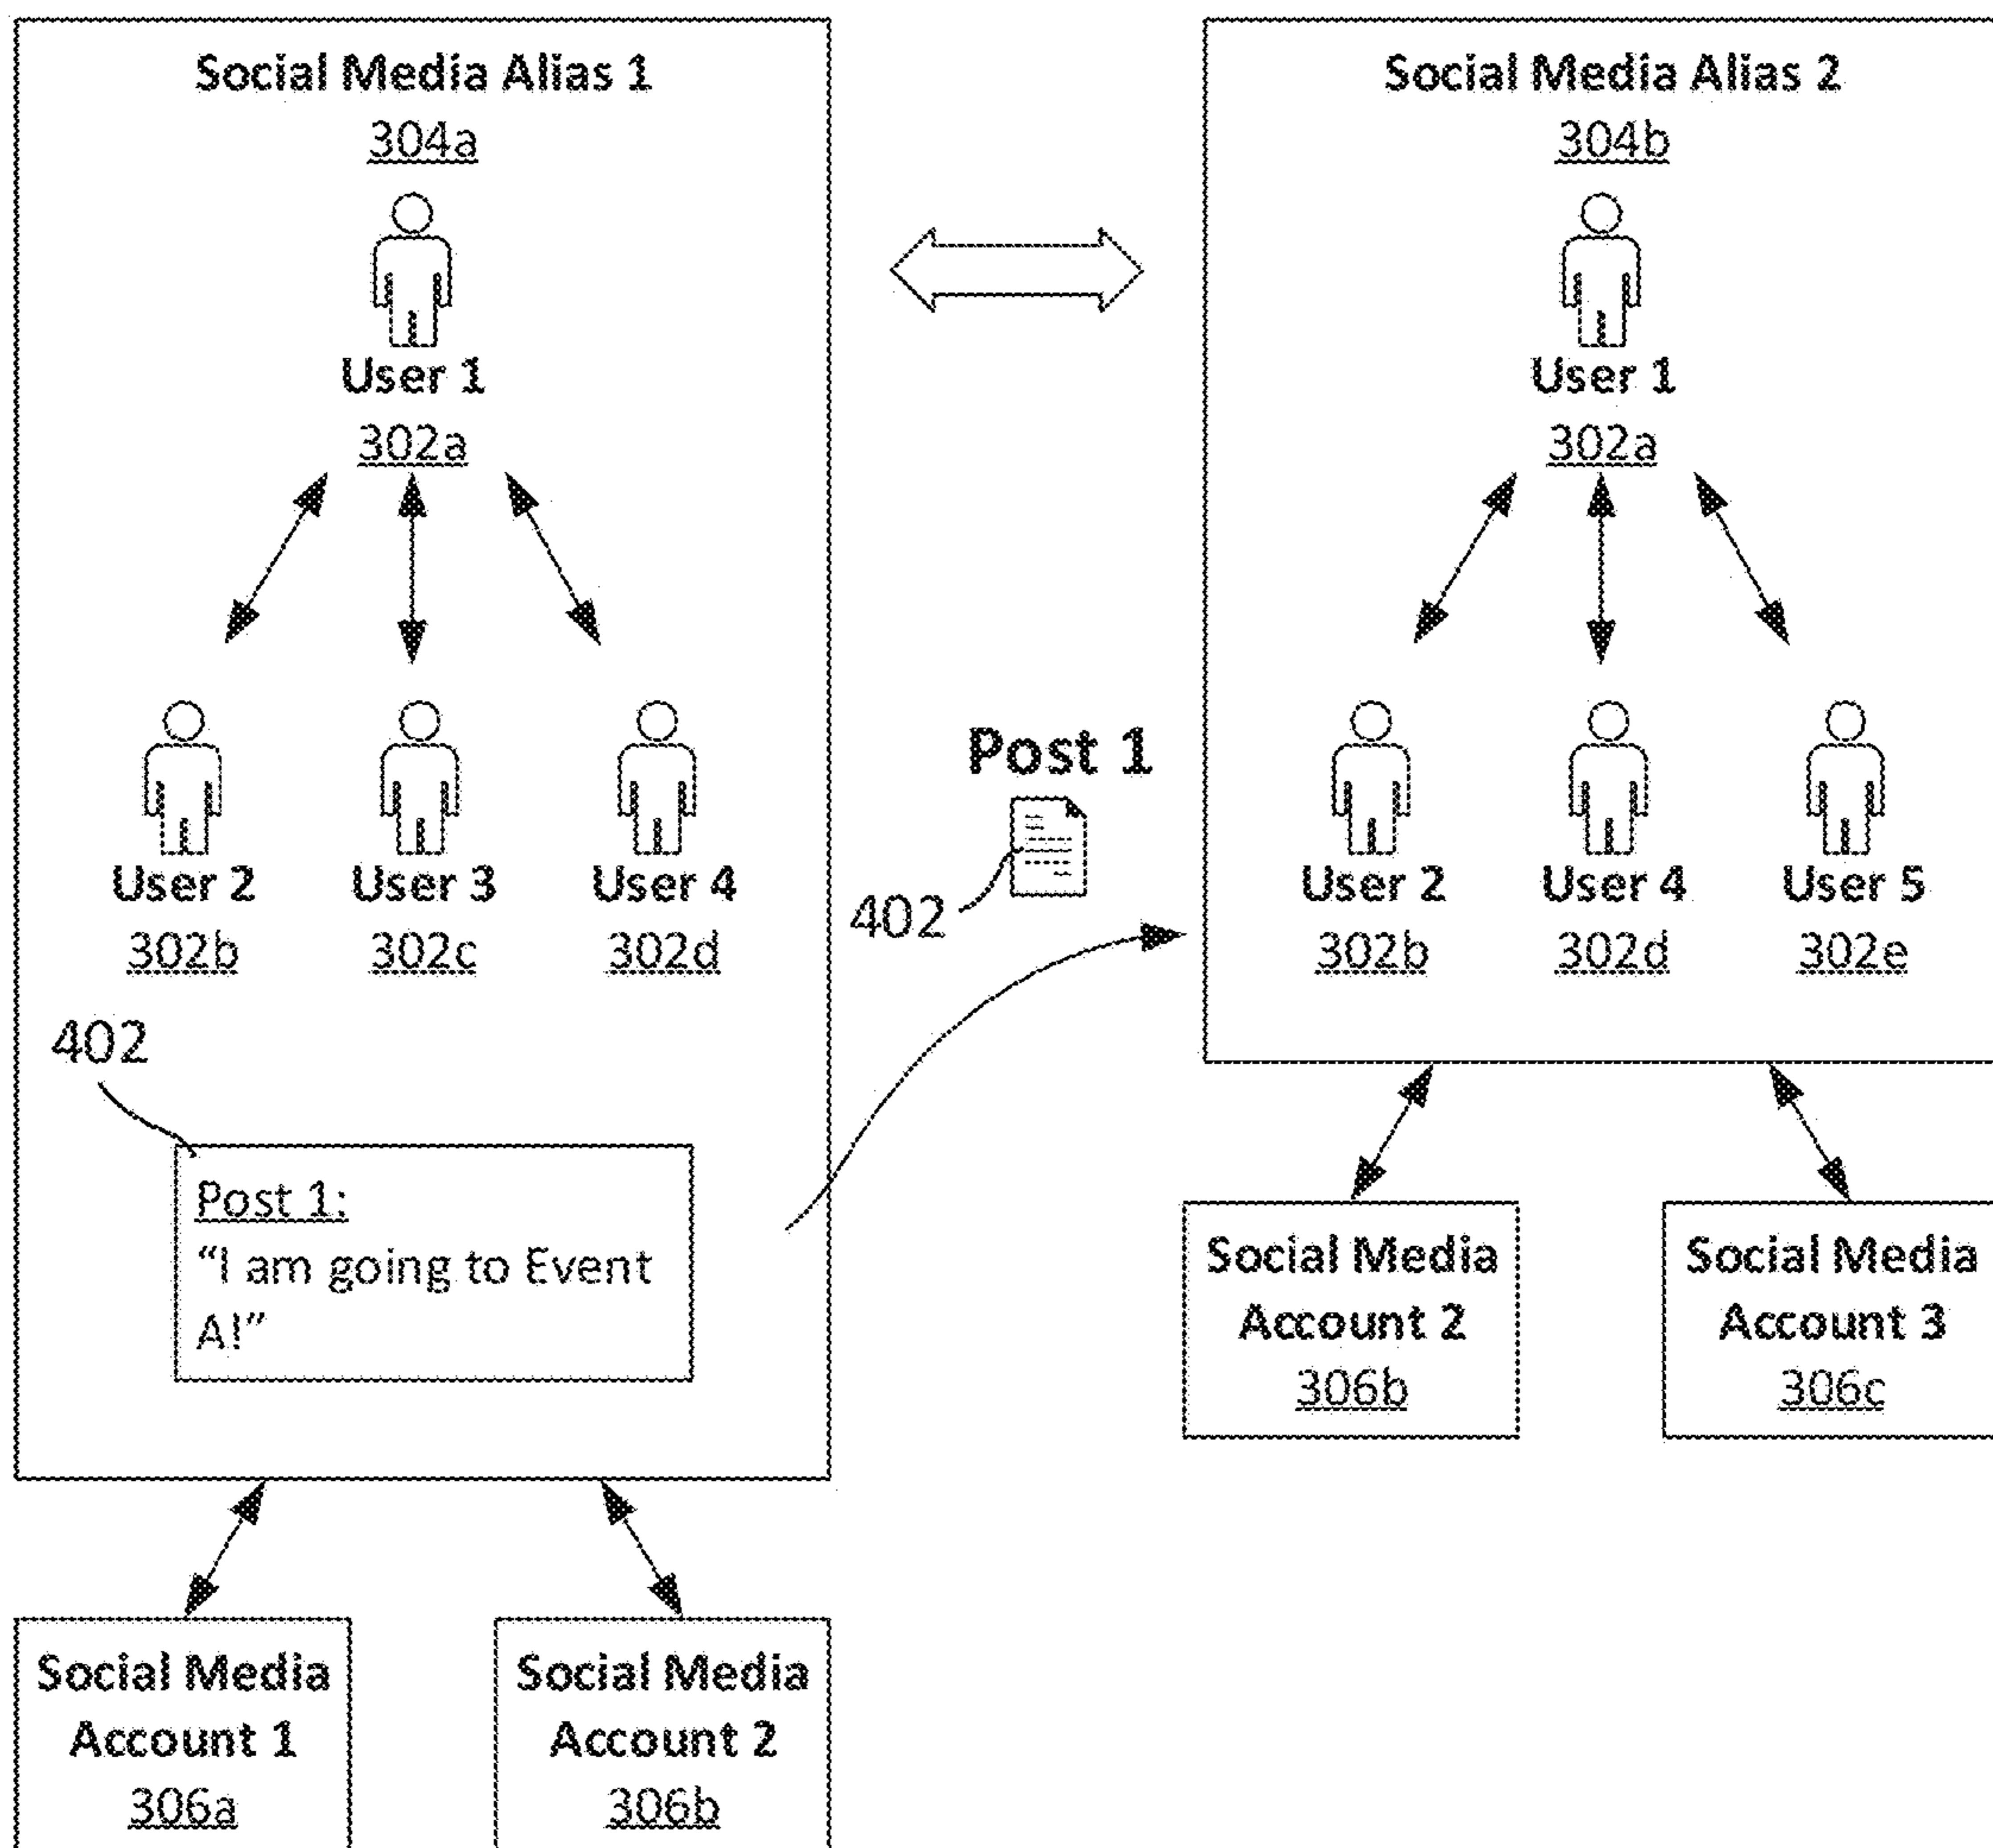 Social Media Alias 1
304a
User 1
302a
User 2
302b
User 3
302c
User 4
302d
402
Post 1:
“I am going to Event
A!”
Social Media
Account 1
306a
Social Media
Account 2
306b
Post 1
402
Social Media Alias 2
304b
User 1
302a
User 2
302b
User 4
302d
User 5
302e
Social Media
Account 2
306b
Social Media
Account 3
306c